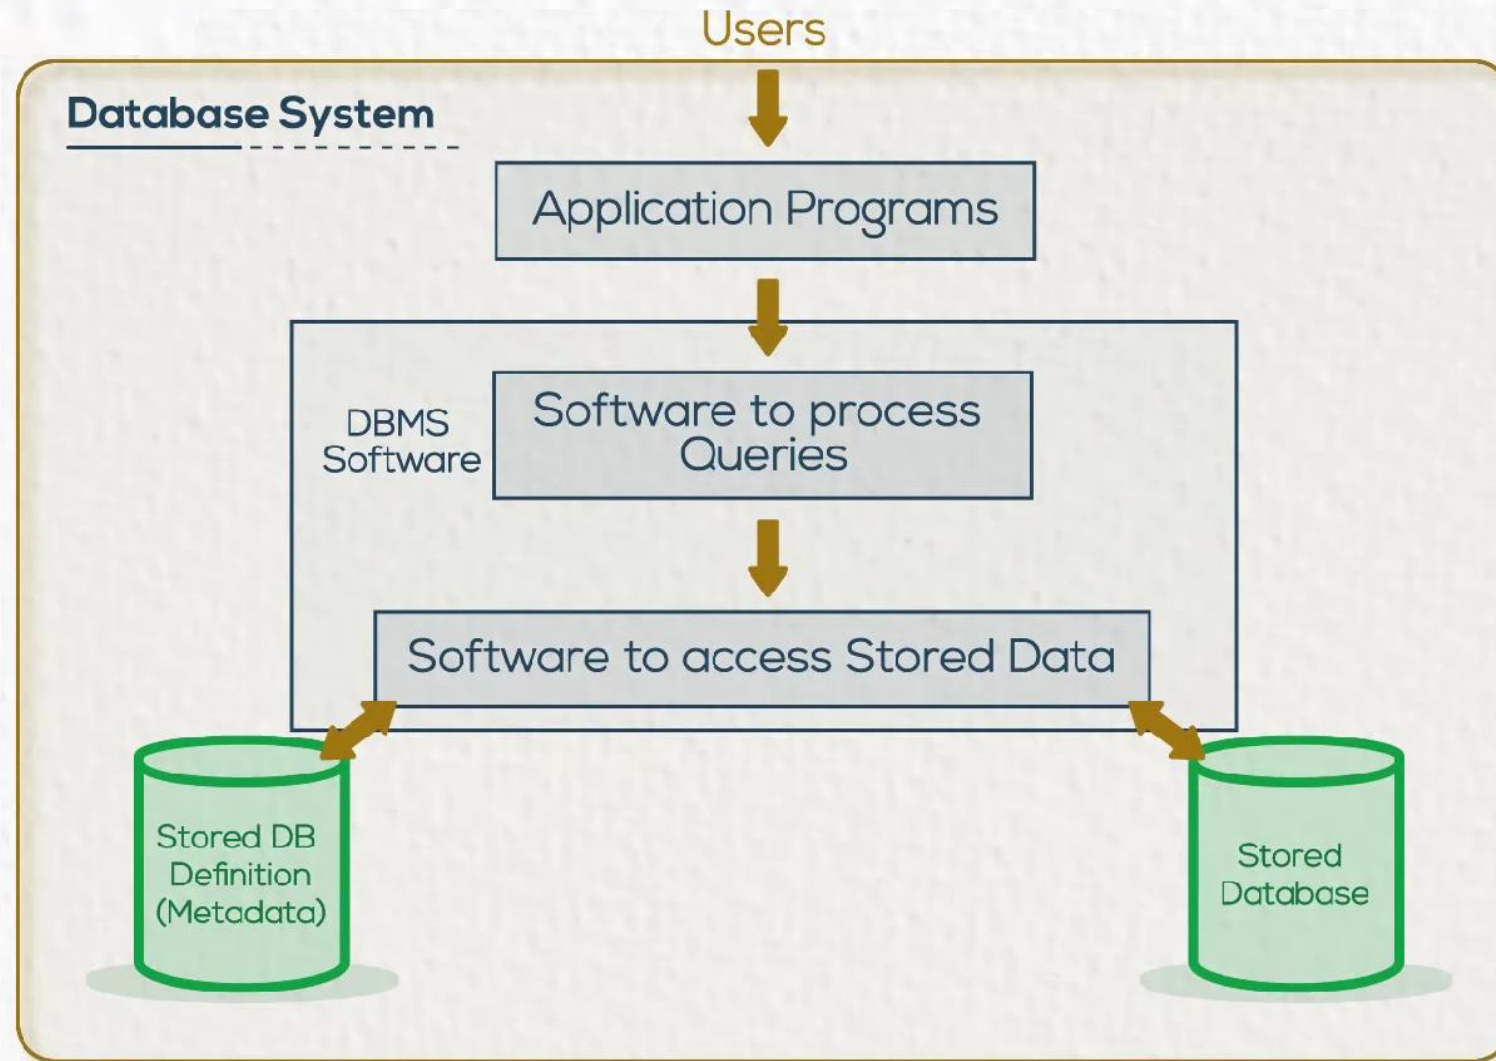 Users
Database System
Application Programs
DBMS
Software
Software to process
Queries
Software to access Stored Data
Stored DB
Definition
(Metadata)
Stored
Database